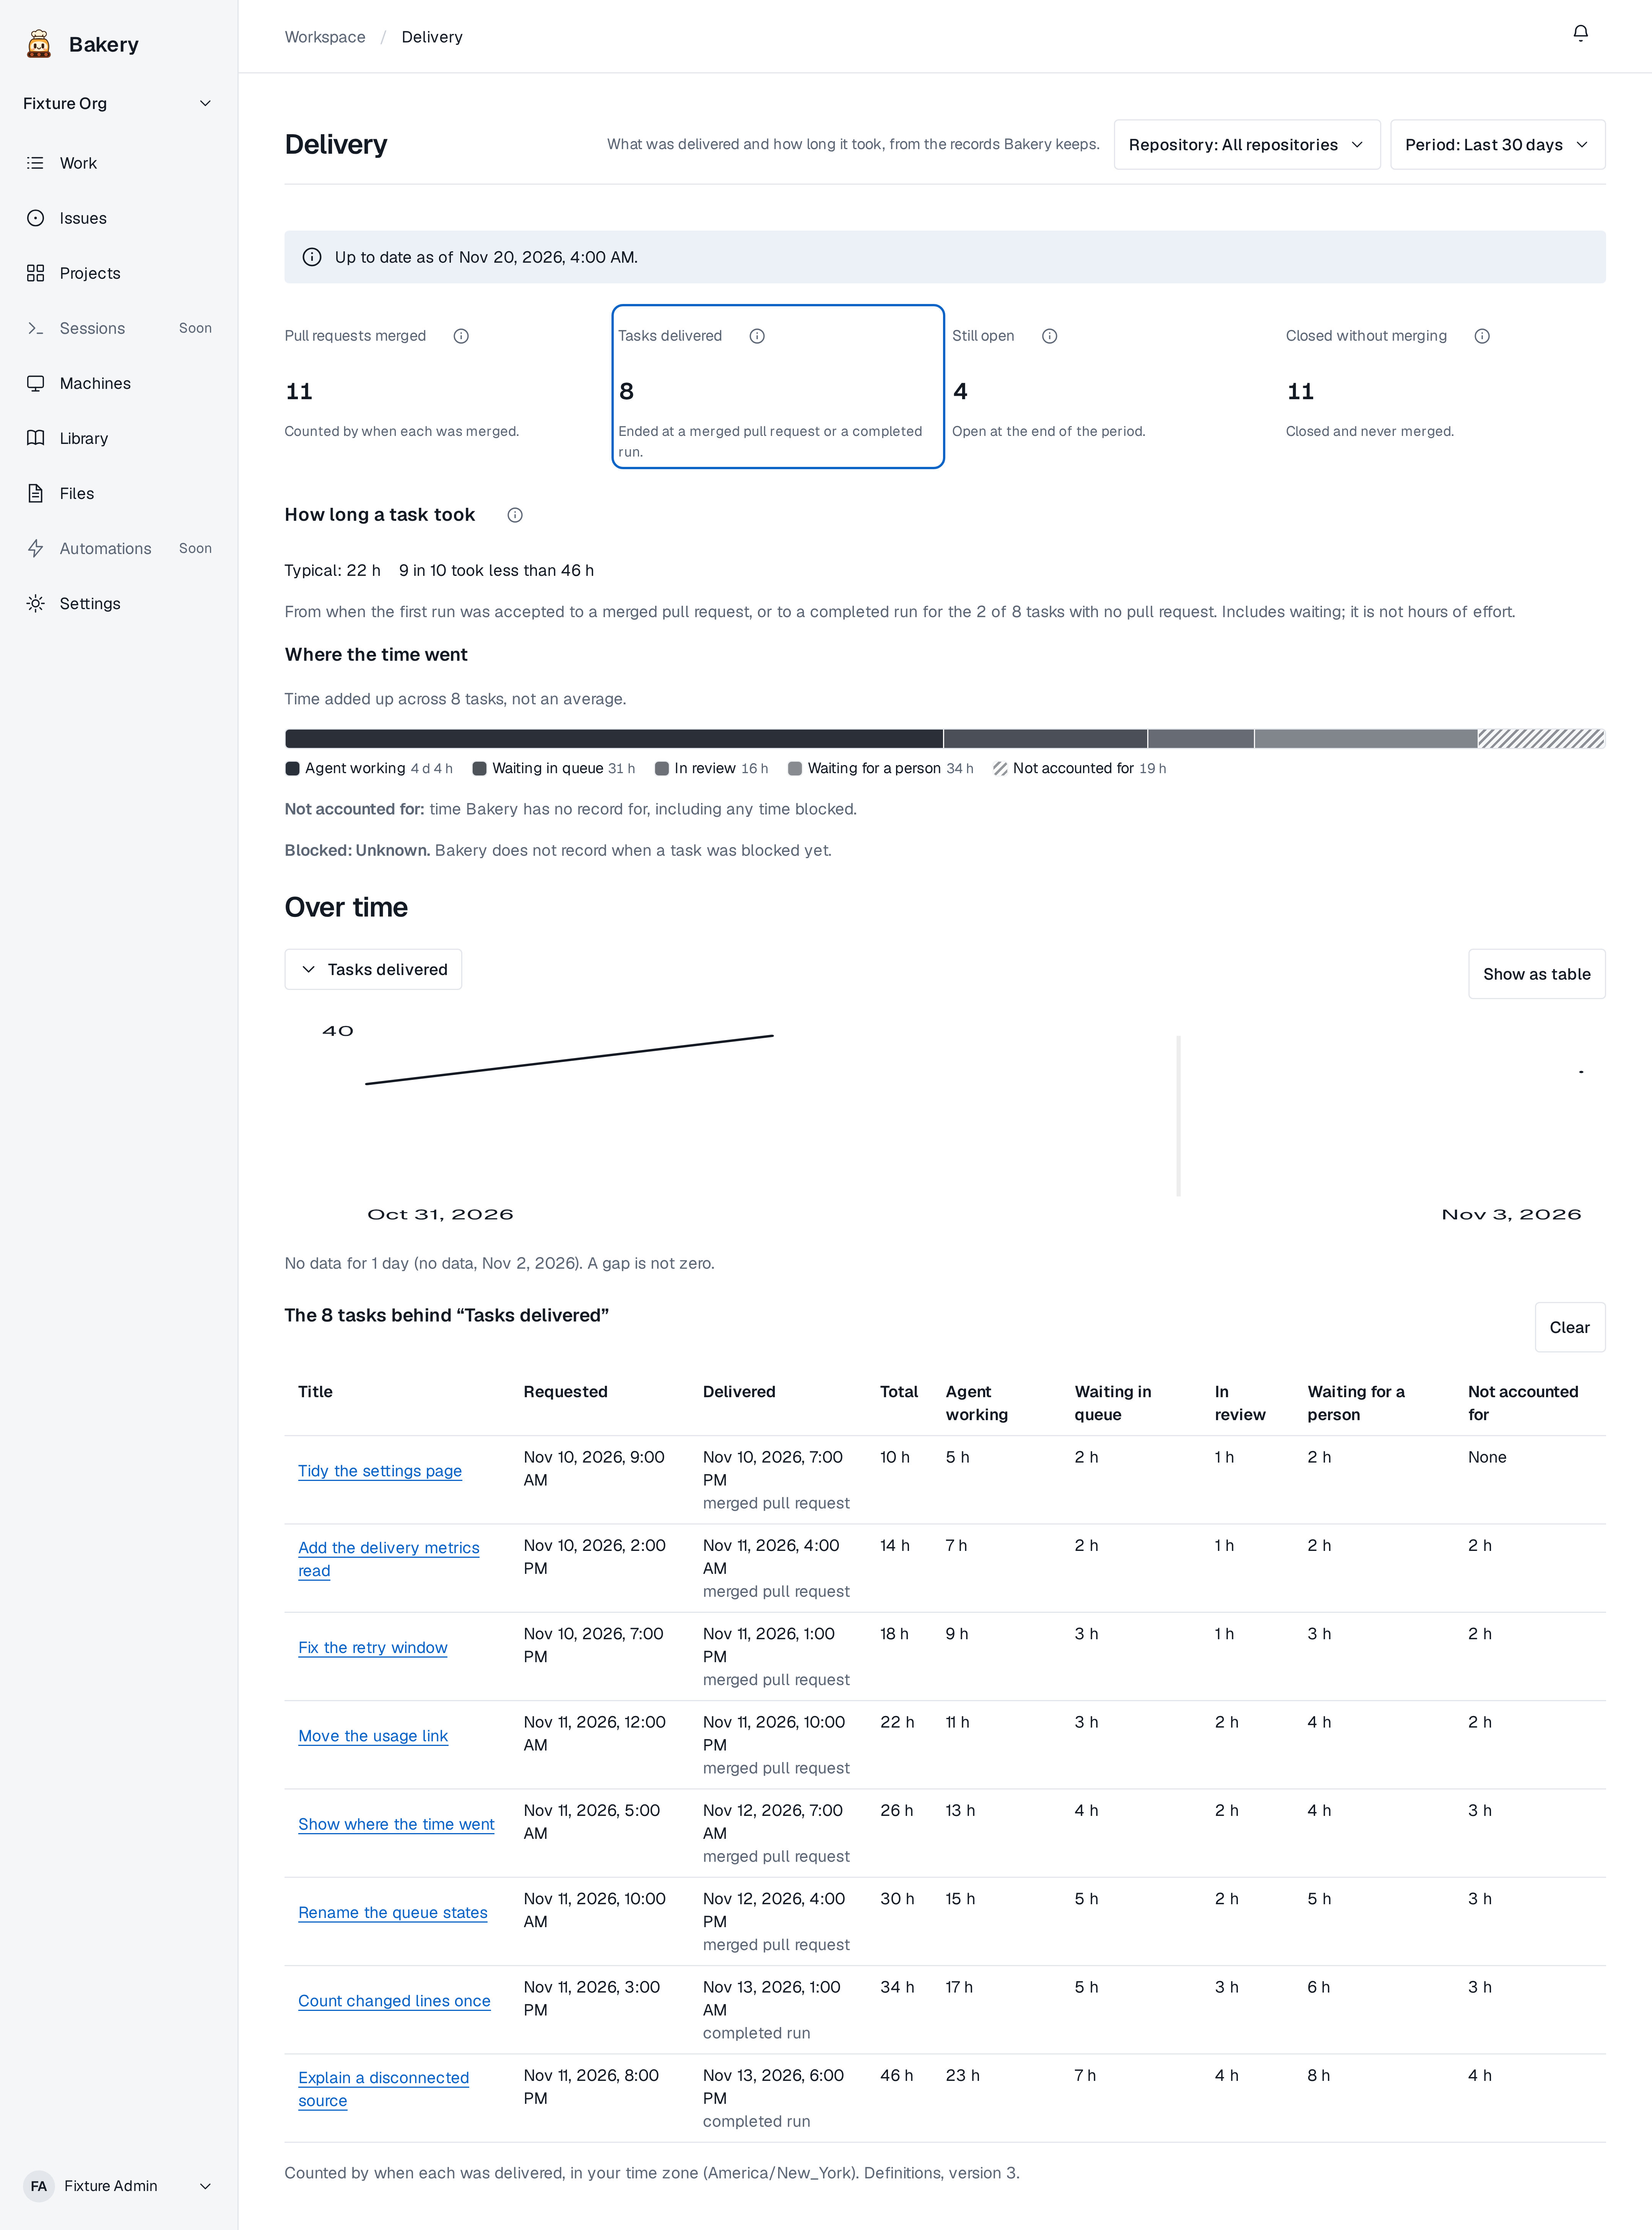 Bakery
Workspace / Delivery
Fixture Org
Work
Issues
Projects
Sessions Soon
Machines
Library
Files
Automations Soon
Settings
Delivery
What was delivered and how long it took, from the records Bakery keeps.
Repository: All repositories
Period: Last 30 days
Up to date as of Nov 20, 2026, 4:00 AM.
Pull requests merged
11
Counted by when each was merged.
Tasks delivered
8
Ended at a merged pull request or a completed
run.
Still open
4
Open at the end of the period.
Closed without merging
11
Closed and never merged.
How long a task took
Typical: 22 h 9 in 10 took less than 46 h
From when the first run was accepted to a merged pull request, or to a completed run for the 2 of 8 tasks with no pull request. Includes waiting; it is not hours of effort.
Where the time went
Time added up across 8 tasks, not an average.
Agent working 4 d 4 h Waiting in queue 31 h In review 16 h Waiting for a person 34 h Not accounted for 19 h
Not accounted for: time Bakery has no record for, including any time blocked.
Blocked: Unknown. Bakery does not record when a task was blocked yet.
Over time
Tasks delivered
Show as table
40
Oct 31, 2026
Nov 3, 2026
No data for 1 day (no data, Nov 2, 2026). A gap is not zero.
The 8 tasks behind “Tasks delivered”
Clear
Title Requested Delivered Total Agent working Waiting in queue In review Waiting for a person Not accounted for
Tidy the settings page
Nov 10, 2026, 9:00 AM
Nov 10, 2026, 7:00 PM
merged pull request
10 h 5 h 2 h 1 h 2 h None
Add the delivery metrics read
Nov 10, 2026, 2:00 PM
Nov 11, 2026, 4:00 AM
merged pull request
14 h 7 h 2 h 1 h 2 h 2 h
Fix the retry window
Nov 10, 2026, 7:00 PM
Nov 11, 2026, 1:00 PM
merged pull request
18 h 9 h 3 h 1 h 3 h 2 h
Move the usage link
Nov 11, 2026, 12:00 AM
Nov 11, 2026, 10:00 PM
merged pull request
22 h 11 h 3 h 2 h 4 h 2 h
Show where the time went
Nov 11, 2026, 5:00 AM
Nov 12, 2026, 7:00 AM
merged pull request
26 h 13 h 4 h 2 h 4 h 3 h
Rename the queue states
Nov 11, 2026, 10:00 AM
Nov 12, 2026, 4:00 PM
merged pull request
30 h 15 h 5 h 2 h 5 h 3 h
Count changed lines once
Nov 11, 2026, 3:00 PM
Nov 13, 2026, 1:00 AM
completed run
34 h 17 h 5 h 3 h 6 h 3 h
Explain a disconnected source
Nov 11, 2026, 8:00 PM
Nov 13, 2026, 6:00 PM
completed run
46 h 23 h 7 h 4 h 8 h 4 h
Counted by when each was delivered, in your time zone (America/New_York). Definitions, version 3.
FA Fixture Admin